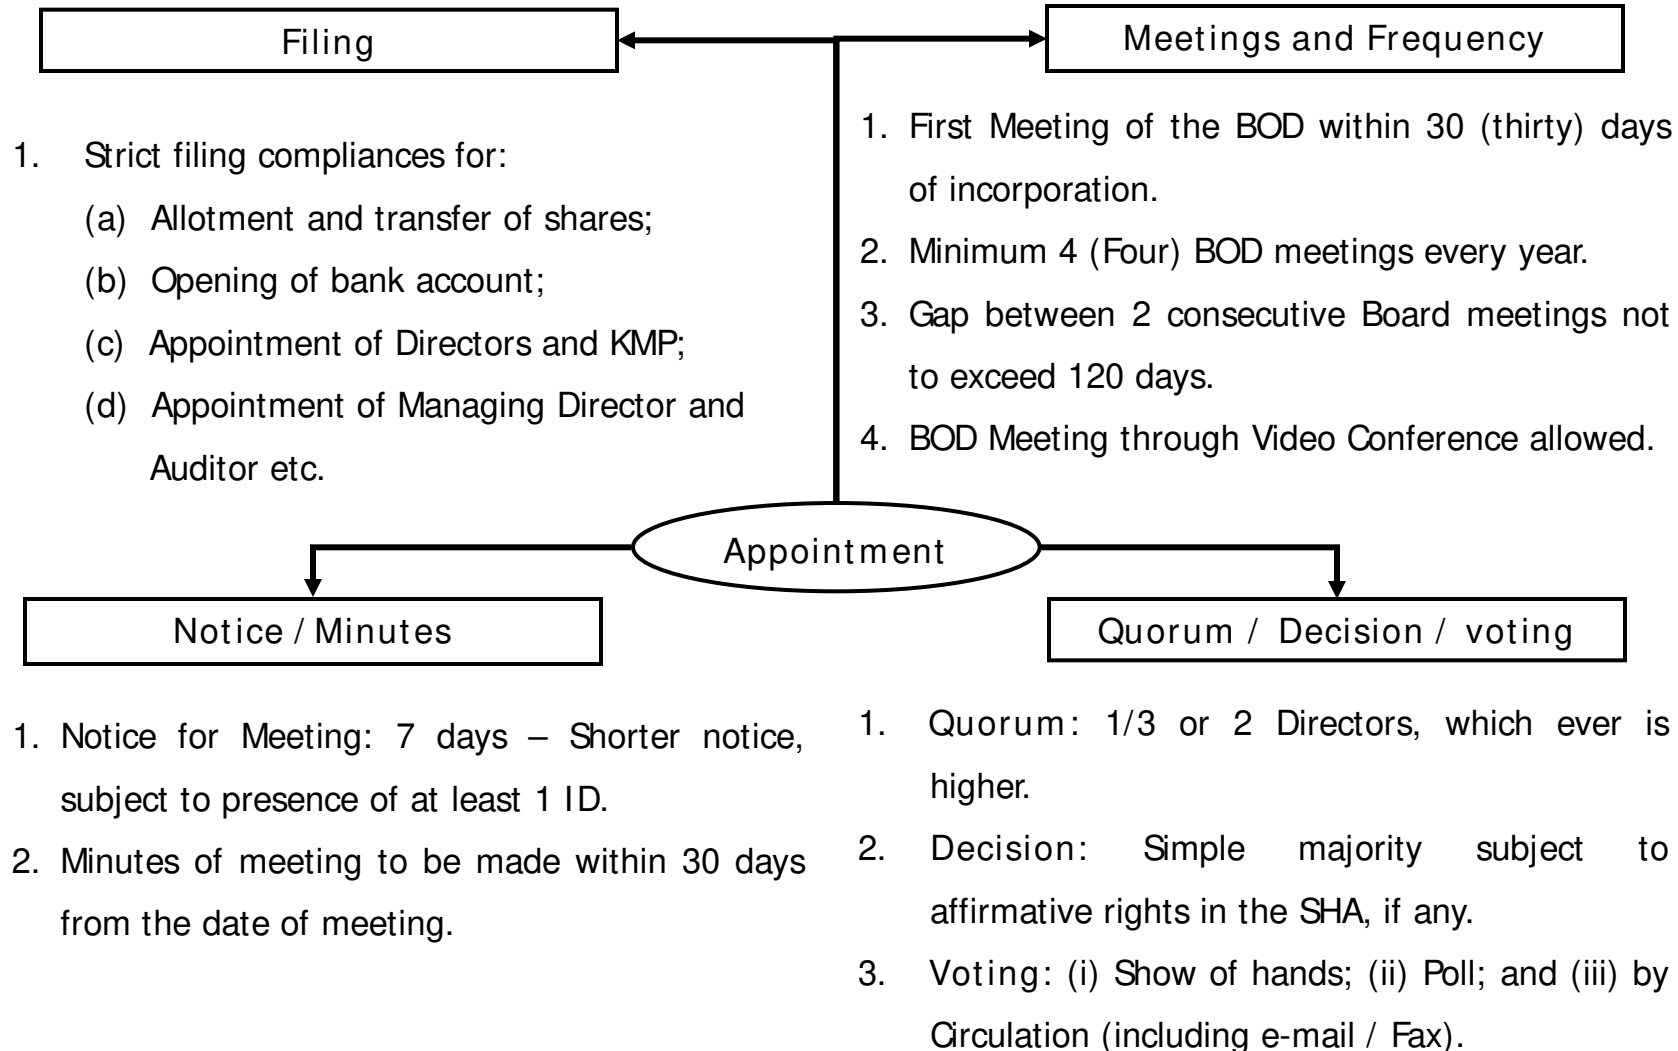 Filing
1. Strict filing compliances for:
(a) Allotment and transfer of shares;
(b) Opening of bank account;
(c) Appointment of Directors and KMP;
(d) Appointment of Managing Director and
Auditor etc.
Meetings and Frequency
1. First Meeting of the BOD within 30 (thirty) days
of incorporation.
2. Minimum 4 (Four) BOD meetings every year.
3. Gap between 2 consecutive Board meetings not
to exceed 120 days.
4. BOD Meeting through Video Conference allowed.
Appointment
Notice / Minutes
1. Notice for Meeting: 7 days – Shorter notice,
subject to presence of at least 1 ID.
2. Minutes of meeting to be made within 30 days
from the date of meeting.
Quorum / Decision / voting
1. Quorum: 1/3 or 2 Directors, which ever is
higher.
2. Decision: Simple majority subject to
affirmative rights in the SHA, if any.
3. Voting: (i) Show of hands; (ii) Poll; and (iii) by
Circulation (including e-mail / Fax).